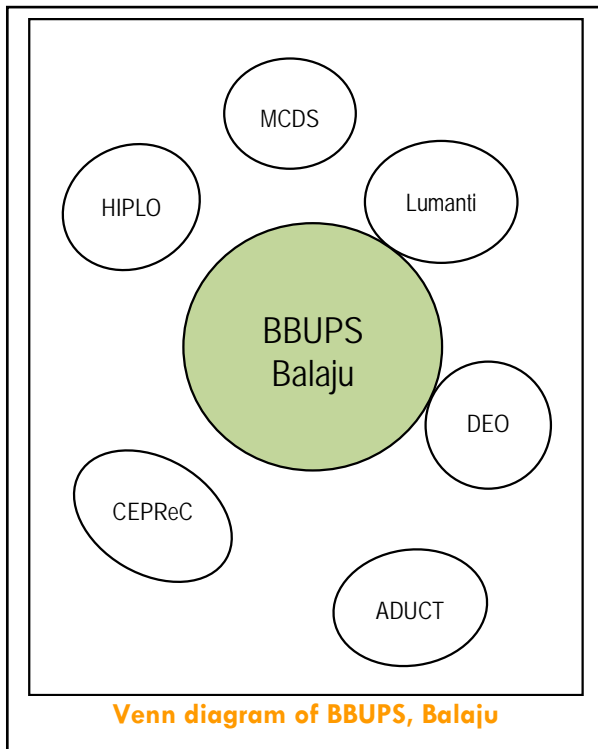 MCDS
HIPLO
Lumanti
BBUPS
Balaju
DEO
CEPReC
ADUCT
Venn diagram of BBUPS, Balaju